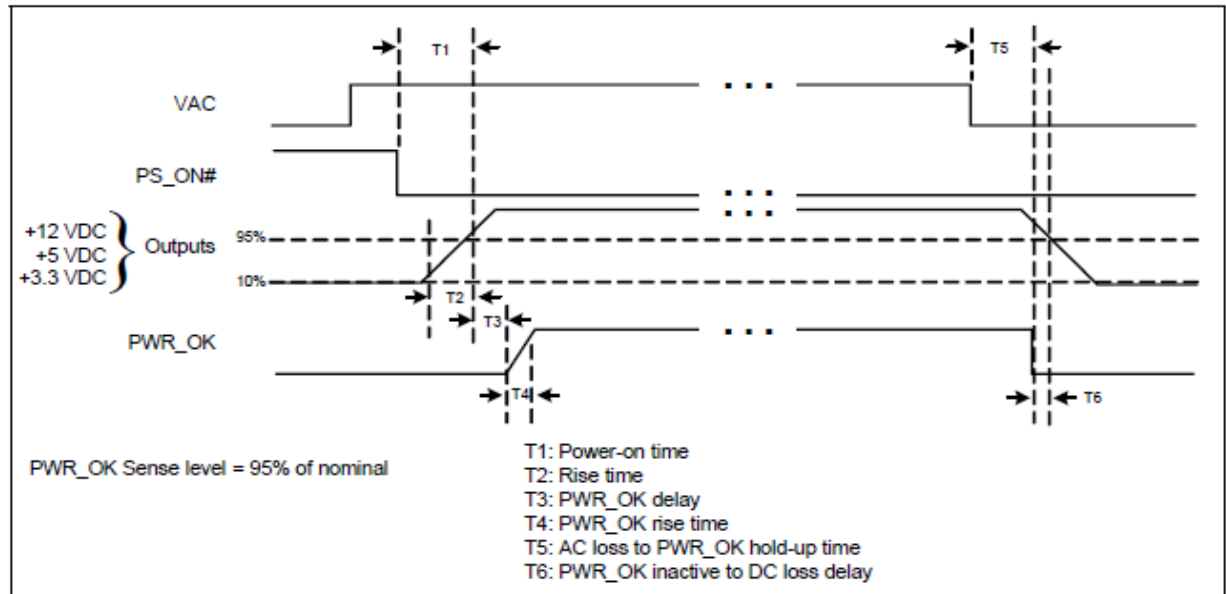 T1
T5
VAC
PS_ON#
+12 VDC
+5 VDC
+3.3 VDC
Outputs
95%
10%
T2
T3
PWR_OK
T4
T6
PWR_OK Sense level = 95% of nominal
T1: Power-on time
T2: Rise time
T3: PWR_OK delay
T4: PWR_OK rise time
T5: AC loss to PWR_OK hold-up time
T6: PWR_OK inactive to DC loss delay